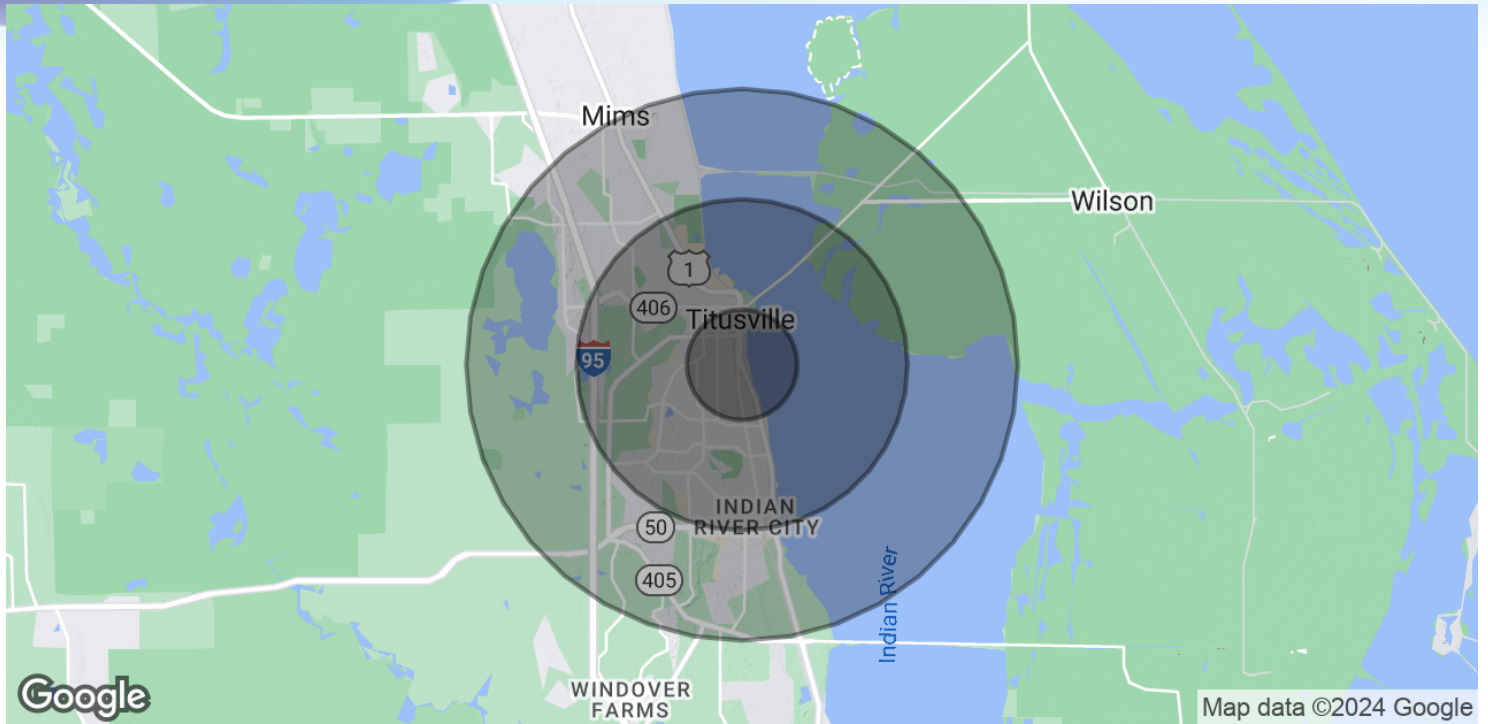 Mims
Wilson
1
406
Titusville
95
INDIAN
RIVER CITY
50
405
Indian River
WINDOVER
FARMS
Google
Map data ©2024 Google